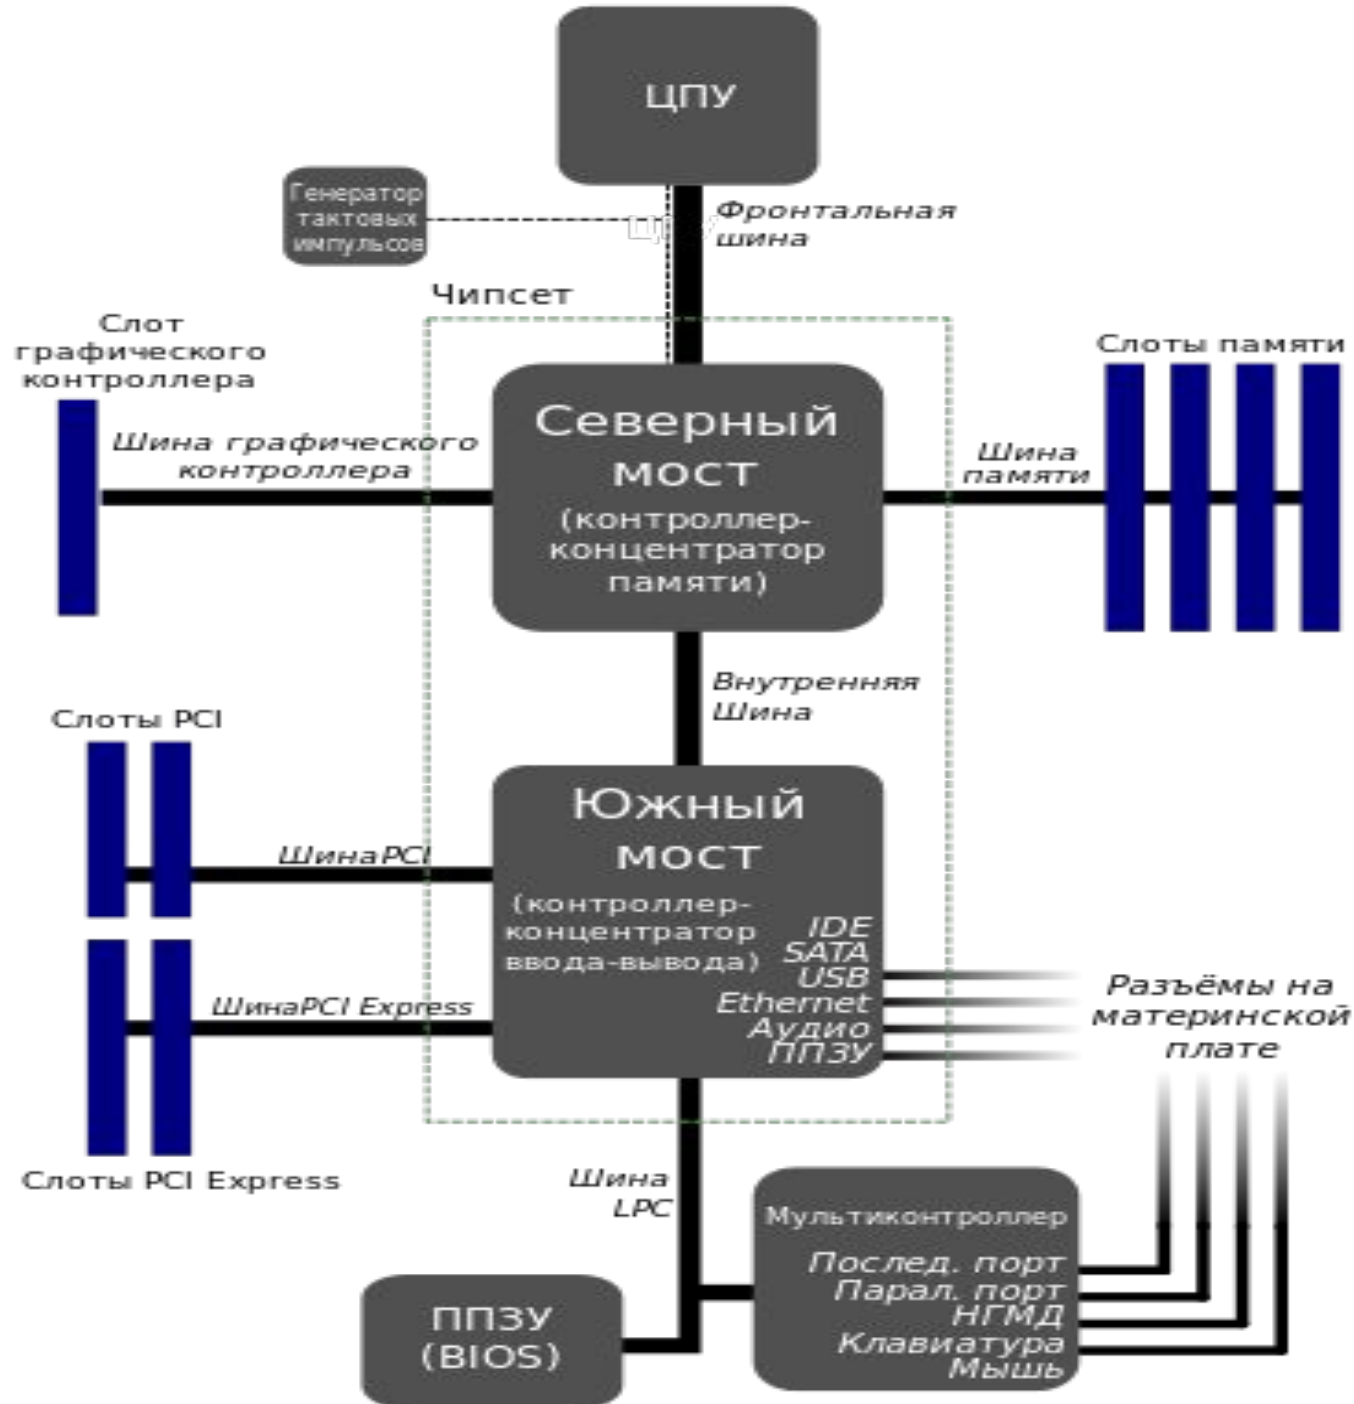 ЦПУ
Генератор
тактовых
импульсов
ЦПУ
Фронтальная
шина
Чипсет
Слот
графического
контроллера
Шина графического
контроллера
Северный
мост
(контроллер-
концентратор
памяти)
Слоты памяти
Шина
памяти
Внутренняя
Шина
Слоты PCI
ШинаPCI
Южный
мост
(контроллер-
концентратор
ввода-вывода)
IDE
SATA
USB
Ethernet
Аудио
ППЗУ
ШинаPCI Express
Слоты PCI Express
Разъёмы на
материнской
плате
Шина
LPC
Мультиконтроллер
Послед. порт
Парал. порт
НГМД
Клавиатура
Мышь
ППЗУ
(BIOS)